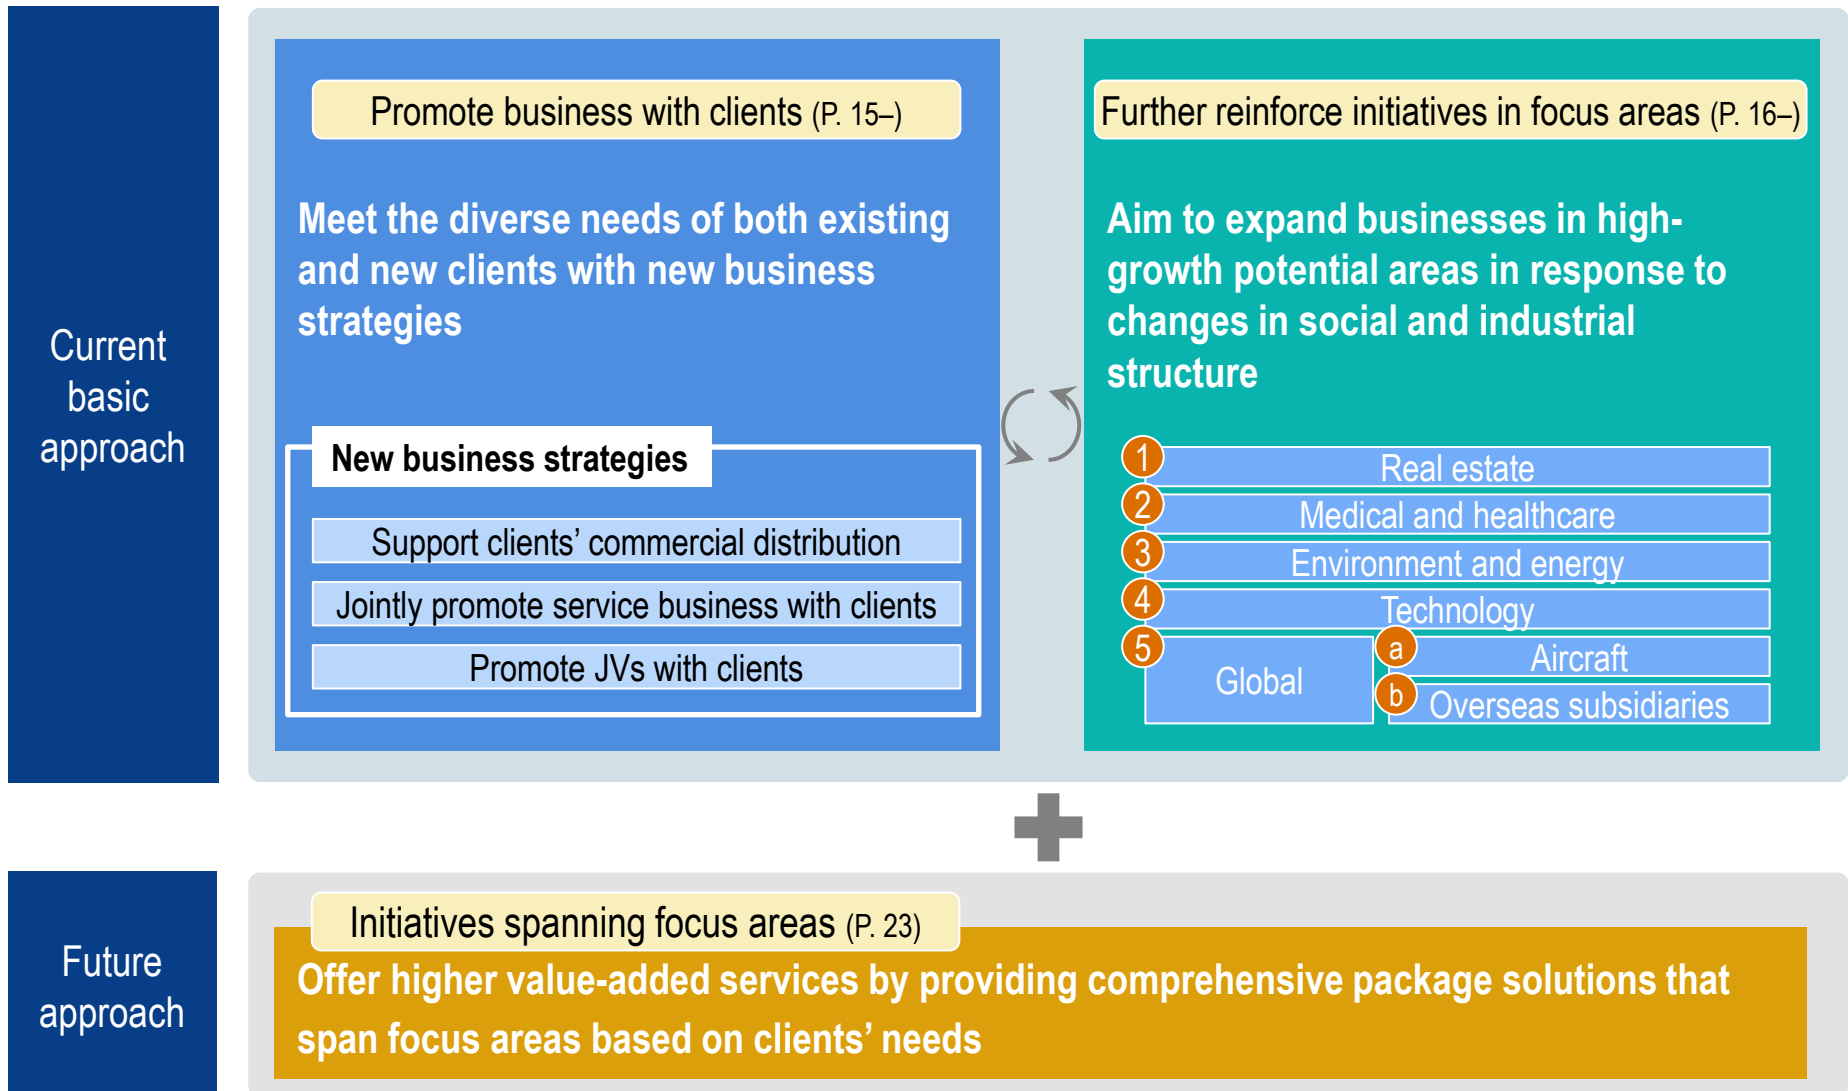 Current
basic
approach
Promote business with clients (P. 15–)
Meet the diverse needs of both existing
and new clients with new business
strategies
New business strategies
Support clients’ commercial distribution
Jointly promote service business with clients
Promote JVs with clients
Further reinforce initiatives in focus areas (P. 16–)
Aim to expand businesses in high-
growth potential areas in response to
changes in social and industrial
structure
1 Real estate
2 Medical and healthcare
3 Environment and energy
4 Technology
5 Global
a Aircraft
b Overseas subsidiaries
Future
approach
Initiatives spanning focus areas (P. 23)
Offer higher value-added services by providing comprehensive package solutions that
span focus areas based on clients’ needs